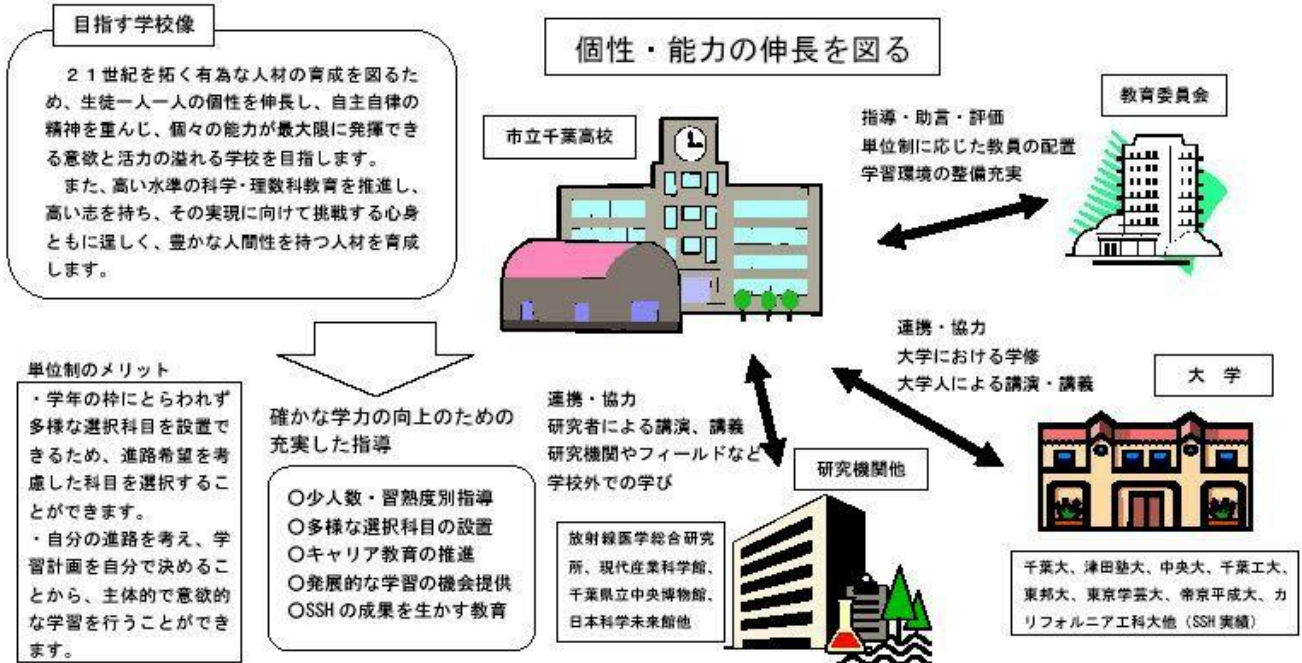 目指す学校像
２１世紀を拓く有為な人材の育成を図るた
め、生徒一人一人の個性を伸長し、自主自律の
精神を重んじ、個々の能力が最大限に発揮でき
る意欲と活力の溢れる学校を目指します。
また、高い水準の科学・理数科教育を推進し、
高い志を持ち、その実現に向けて挑戦する心身
ともに逞しく、豊かな人間性を持つ人材を育成
します。
個性・能力の伸長を図る
市立千葉高校
指導・助言・評価
単位制に応じた教員の配置
学習環境の整備充実
教育委員会
単位制のメリット
・学年の枠にとらわれず
多様な選択科目を設置で
きるため、進路希望を考
慮した科目を選択するこ
とができます。
・自分の進路を考え、学
習計画を自分で決めるこ
とから、主体的で意欲的
な学習を行うことができ
ます。
確かな学力の向上のための
充実した指導
○少人数・習熟度別指導
○多様な選択科目の設置
○キャリア教育の推進
○発展的な学習の機会提供
○SSHの成果を生かす教育
連携・協力
研究者による講演、講義
研究機関やフィールドなど
学校外での学び
研究機関他
放射線医学総合研究
所、現代産業科学館、
千葉県立中央博物館、
日本科学未来館他
連携・協力
大学における学修
大学人による講演・講義
大 学
千葉大、津田塾大、中央大、千葉工大、
東邦大、東京学芸大、帝京平成大、カ
リフォルニア工科大他（SSH 実績）